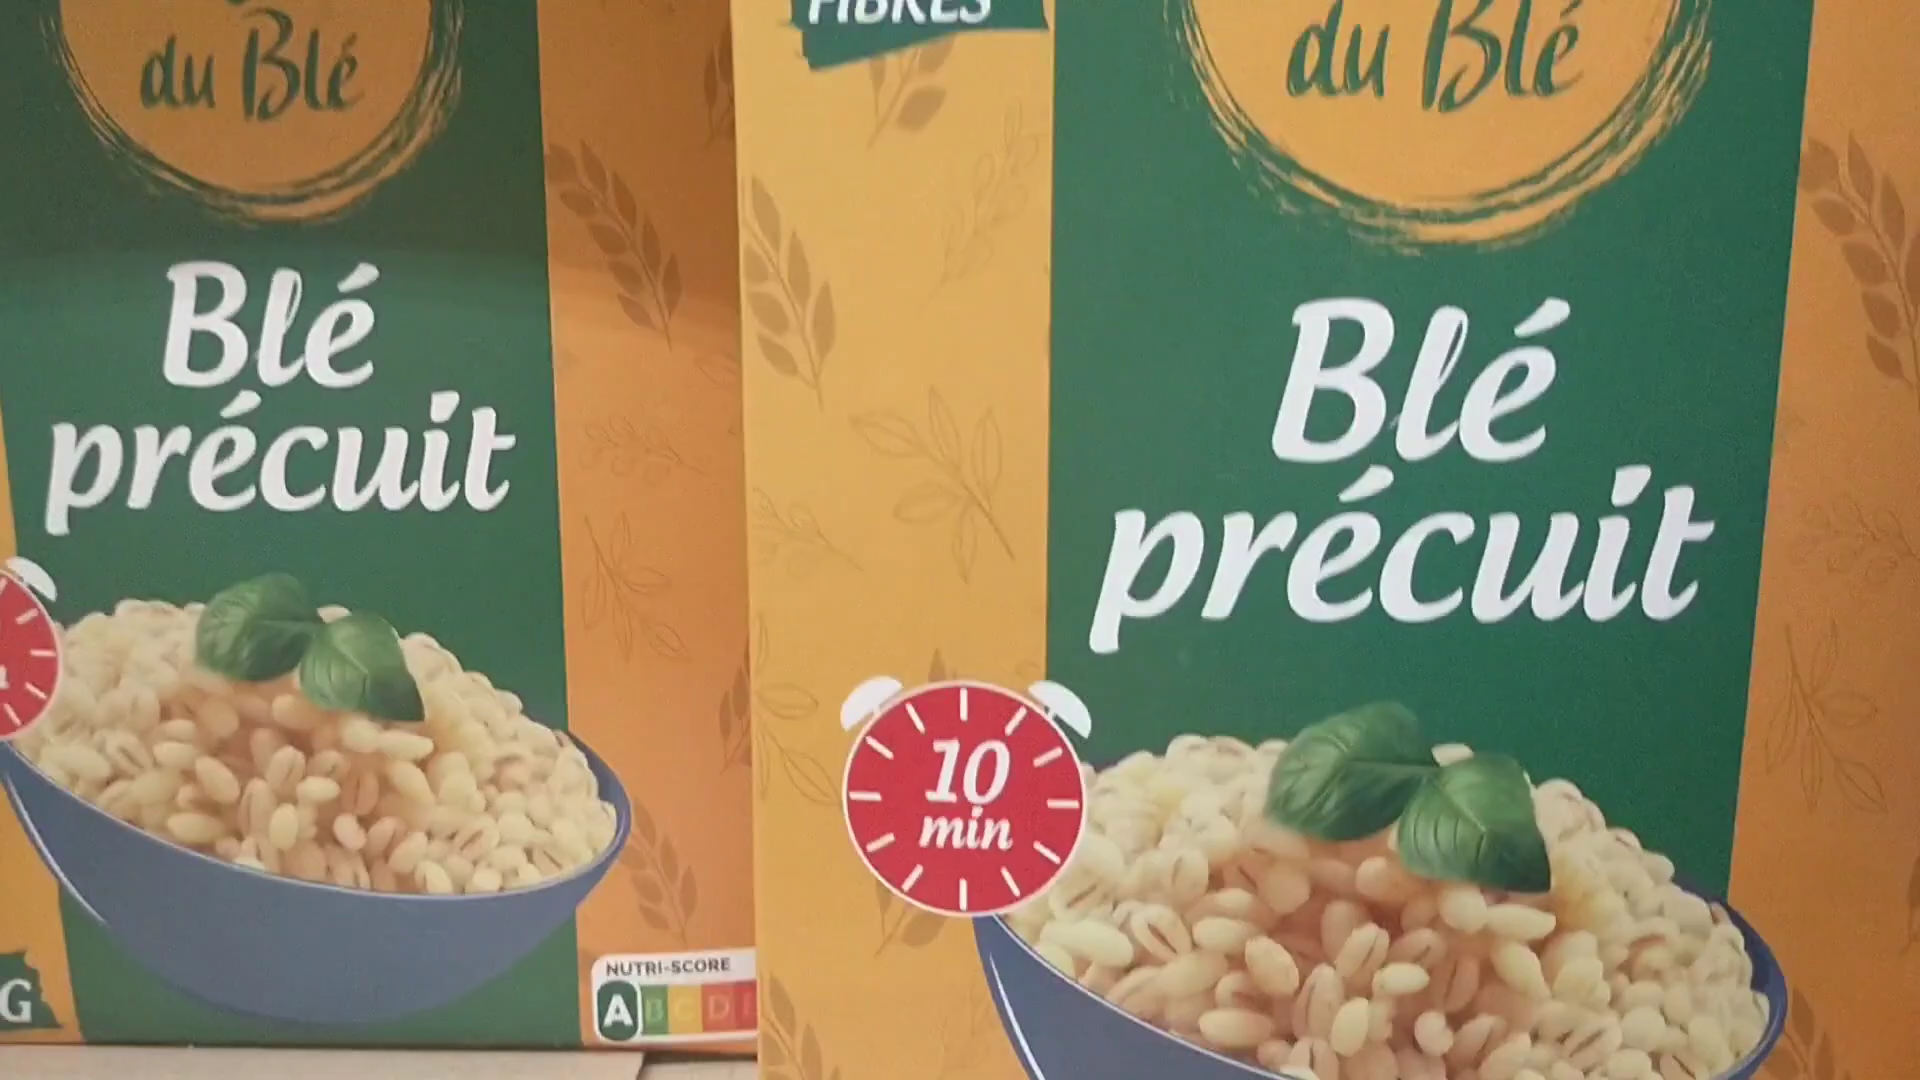 du Blé
Blé
précuit
G
NUTRI-SCORE
A B C D
FIBRES
du Blé
Blé
précuit
10
min